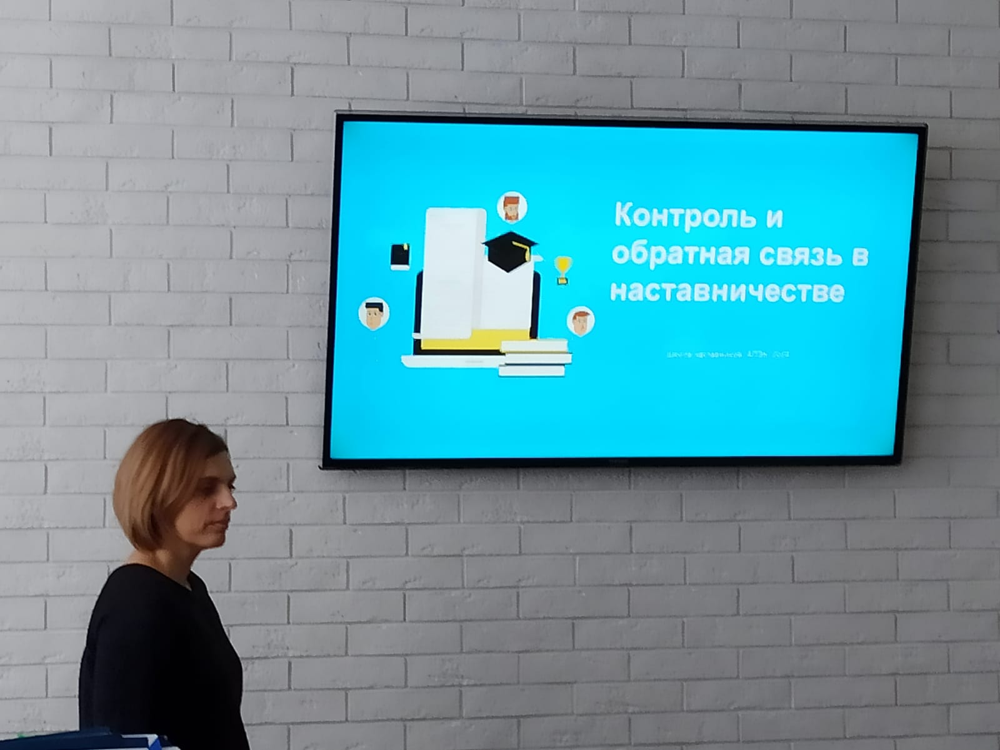 Контроль и
обратная связь в
наставничестве